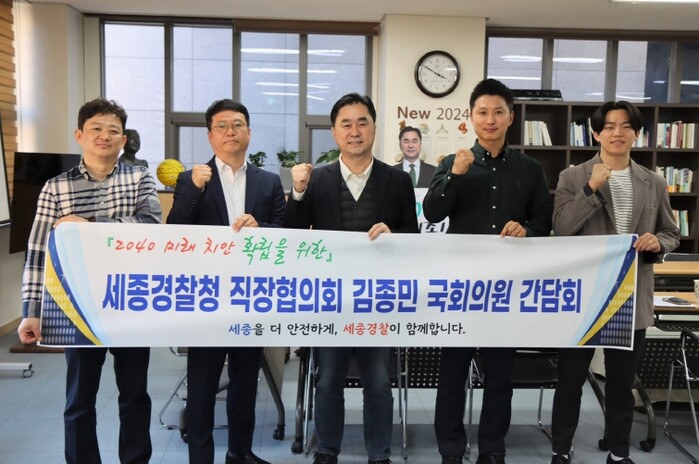 New 2024
『2040 미래 치안 확립을 위한』
세종경찰청 직장협의회 김종민 국회의원 간담회
세종을 더 안전하게, 세종경찰이 함께합니다.